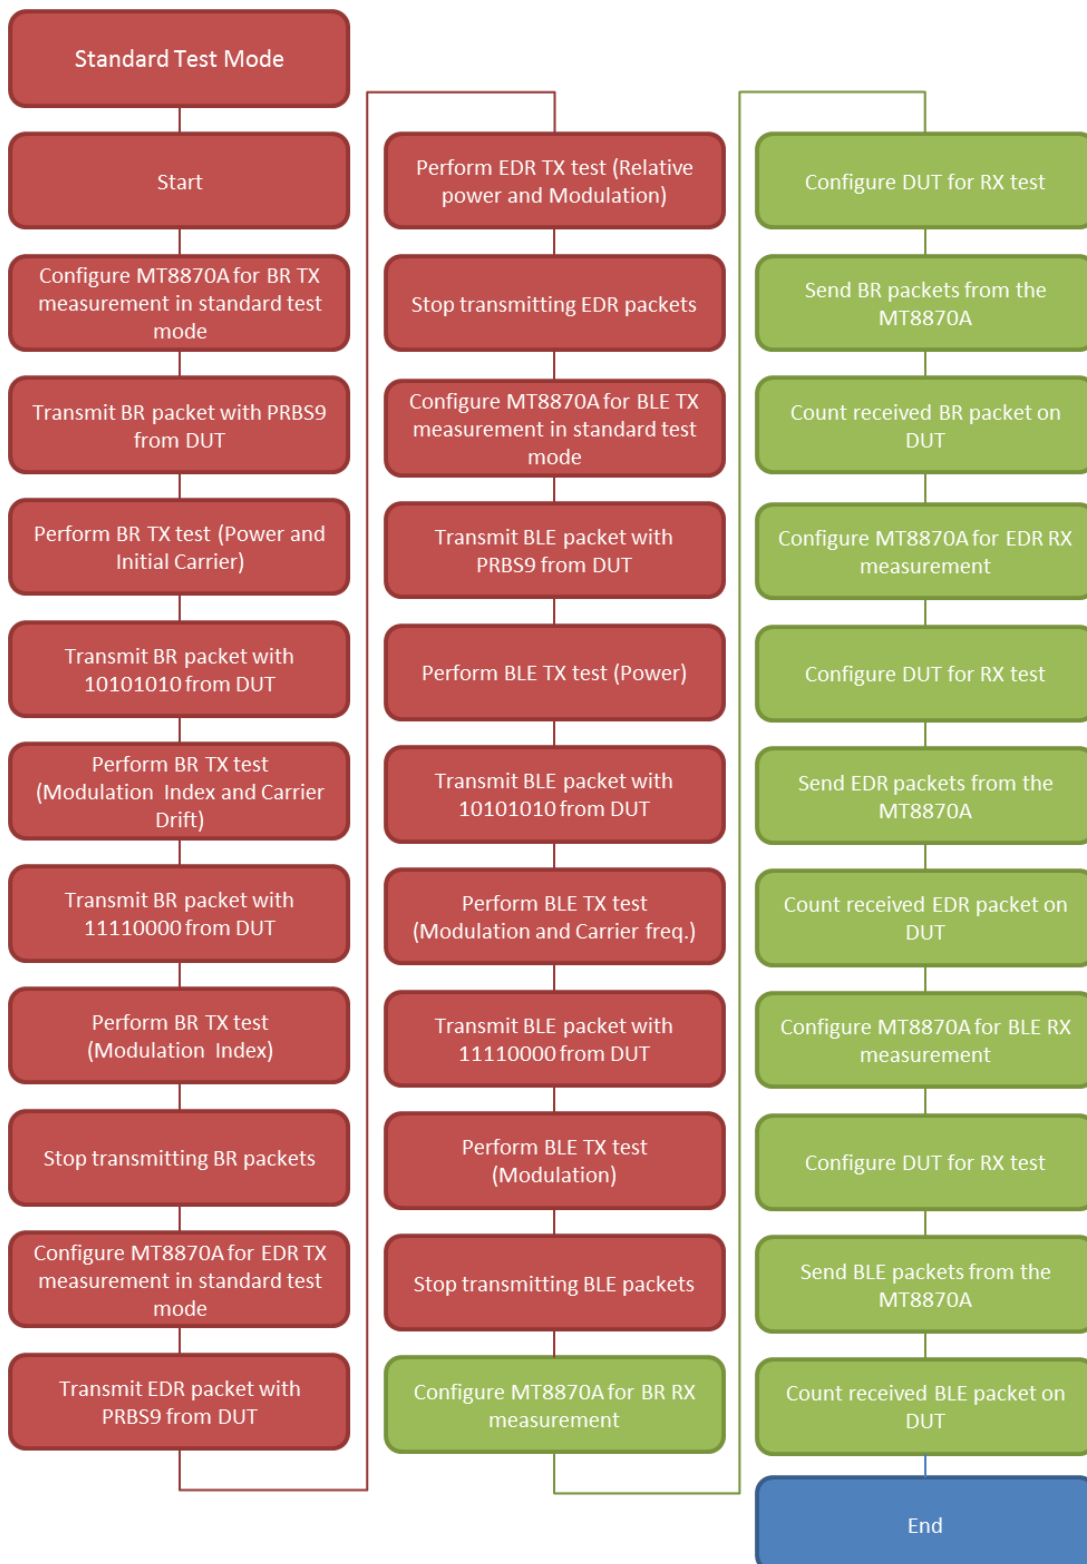 Standard Test Mode
Start
Configure MT8870A for BR TX
measurement in standard test
mode
Transmit BR packet with PRBS9
from DUT
Perform BR TX test (Power and
Initial Carrier)
Transmit BR packet with
10101010 from DUT
Perform BR TX test
(Modulation Index and Carrier
Drift)
Transmit BR packet with
11110000 from DUT
Perform BR TX test
(Modulation Index)
Stop transmitting BR packets
Configure MT8870A for EDR TX
measurement in standard test
mode
Transmit EDR packet with
PRBS9 from DUT
Perform EDR TX test (Relative
power and Modulation)
Stop transmitting EDR packets
Configure MT8870A for BLE TX
measurement in standard test
mode
Transmit BLE packet with
PRBS9 from DUT
Perform BLE TX test (Power)
Transmit BLE packet with
10101010 from DUT
Perform BLE TX test
(Modulation and Carrier freq.)
Transmit BLE packet with
11110000 from DUT
Perform BLE TX test
(Modulation)
Stop transmitting BLE packets
Configure MT8870A for BR RX
measurement
Configure DUT for RX test
Send BR packets from the
MT8870A
Count received BR packet on
DUT
Configure MT8870A for EDR RX
measurement
Configure DUT for RX test
Send EDR packets from the
MT8870A
Count received EDR packet on
DUT
Configure MT8870A for BLE RX
measurement
Configure DUT for RX test
Send BLE packets from the
MT8870A
Count received BLE packet on
DUT
End